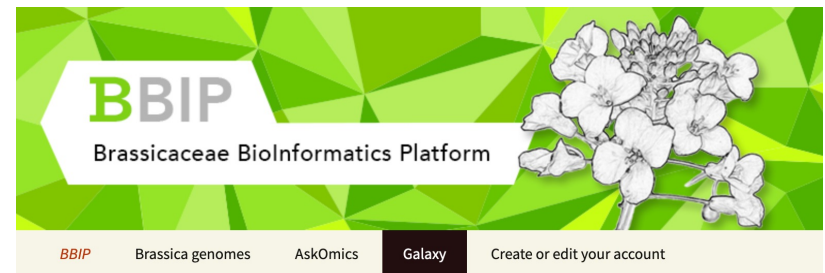 BBIP
Brassicaceae BioInformatics Platform
BBIP Brassica genomes AskOmics Galaxy Create or edit your account